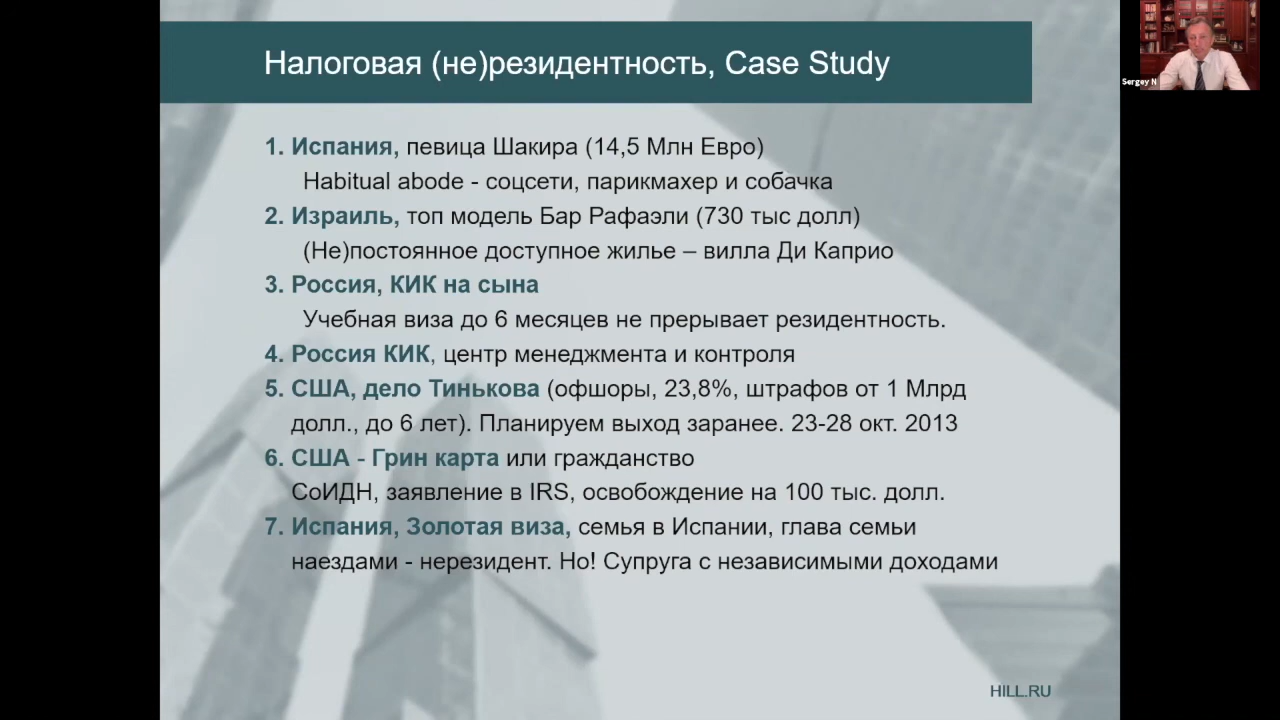 Налоговая (не)резидентность, Case Study
Sergey N
1. Испания, певица Шакира (14,5 Млн Евро)
Habitual abode - соцсети, парикмахер и собачка
2. Израиль, топ модель Бар Рафаэли (730 тыс долл)
(Не)постоянное доступное жилье – вилла Ди Каприо
3. Россия, КИК на сына
Учебная виза до 6 месяцев не прерывает резидентность.
4. Россия КИК, центр менеджмента и контроля
5. США, дело Тинькова (офшоры, 23,8%, штрафов от 1 Млрд
долл., до 6 лет). Планируем выход заранее. 23-28 окт. 2013
6. США - Грин карта или гражданство
СоИДН, заявление в IRS, освобождение на 100 тыс. долл.
7. Испания, Золотая виза, семья в Испании, глава семьи
наездами - нерезидент. Но! Супруга с независимыми доходами
HILL.RU